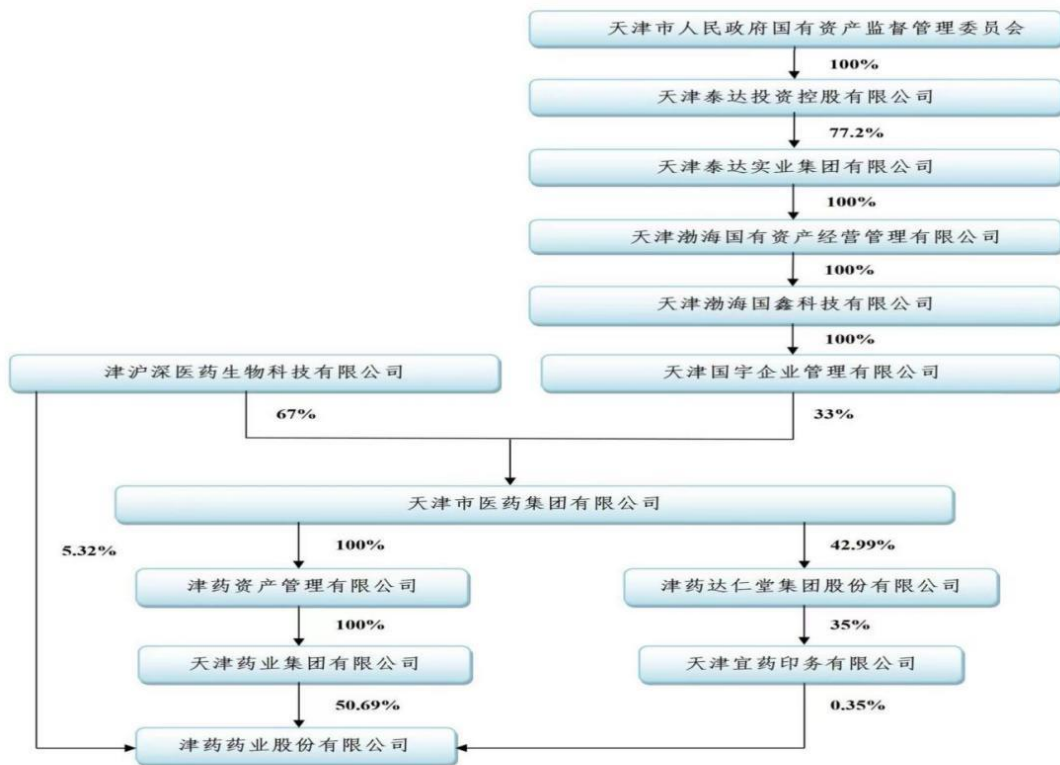 天津市人民政府国有资产监督管理委员会
100%
天津泰达投资控股有限公司
77.2%
天津泰达实业集团有限公司
100%
天津渤海国有资产经营管理有限公司
100%
天津渤海国鑫科技有限公司
100%
津沪深医药生物科技有限公司
天津国宇企业管理有限公司
67%
33%
天津市医药集团有限公司
5.32%
100%
42.99%
津药资产管理有限公司
津药达仁堂集团股份有限公司
100%
35%
天津药业集团有限公司
天津宜药印务有限公司
50.69%
0.35%
津药药业股份有限公司